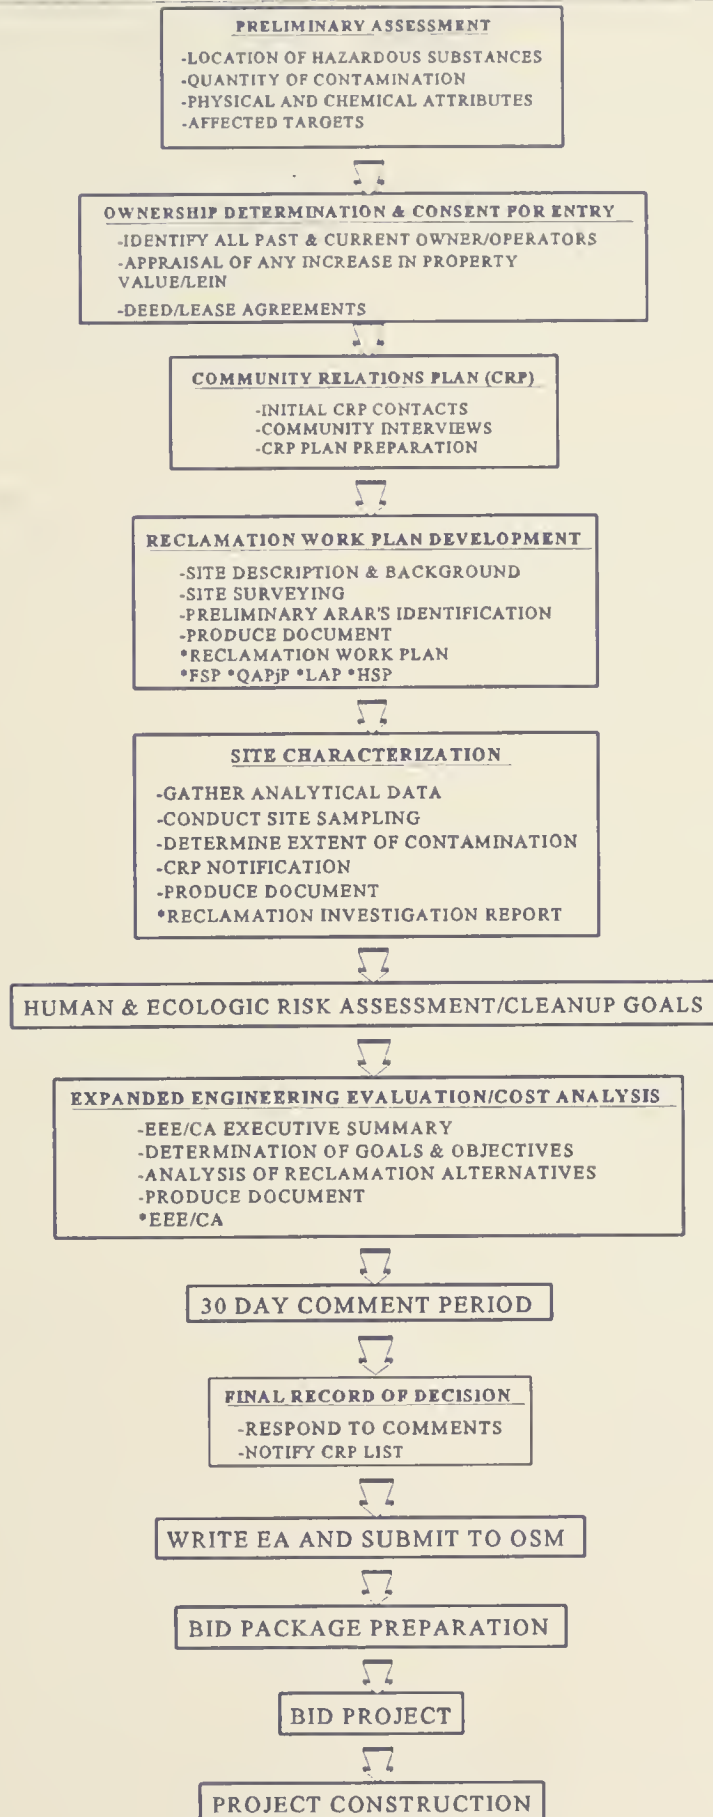 PRELIMINARY ASSESSMENT
-LOCATION OF HAZARDOUS SUBSTANCES
-QUANTITY OF CONTAMINATION
-PHYSICAL AND CHEMICAL ATTRIBUTES
-AFFECTED TARGETS
OWNERSHIP DETERMINATION & CONSENT FOR ENTRY
-IDENTIFY ALL PAST & CURRENT OWNER/OPERATORS
-APPRAISAL OF ANY INCREASE IN PROPERTY
VALUE/LEIN
-DEED/LEASE AGREEMENTS
COMMUNITY RELATIONS PLAN (CRP)
-INITIAL CRP CONTACTS
-COMMUNITY INTERVIEWS
-CRP PLAN PREPARATION
RECLAMATION WORK PLAN DEVELOPMENT
-SITE DESCRIPTION & BACKGROUND
-SITE SURVEYING
-PRELIMINARY ARAR'S IDENTIFICATION
-PRODUCE DOCUMENT
*RECLAMATION WORK PLAN
*FSP *QAPjP *LAP *HSP
SITE CHARACTERIZATION
-GATHER ANALYTICAL DATA
-CONDUCT SITE SAMPLING
-DETERMINE EXTENT OF CONTAMINATION
-CRP NOTIFICATION
-PRODUCE DOCUMENT
*RECLAMATION INVESTIGATION REPORT
HUMAN & ECOLOGIC RISK ASSESSMENT/CLEANUP GOALS
EXPANDED ENGINEERING EVALUATION/COST ANALYSIS
-EEE/CA EXECUTIVE SUMMARY
-DETERMINATION OF GOALS & OBJECTIVES
-ANALYSIS OF RECLAMATION ALTERNATIVES
-PRODUCE DOCUMENT
*EEE/CA
30 DAY COMMENT PERIOD
FINAL RECORD OF DECISION
-RESPOND TO COMMENTS
-NOTIFY CRP LIST
WRITE EA AND SUBMIT TO OSM
BID PACKAGE PREPARATION
BID PROJECT
PROJECT CONSTRUCTION